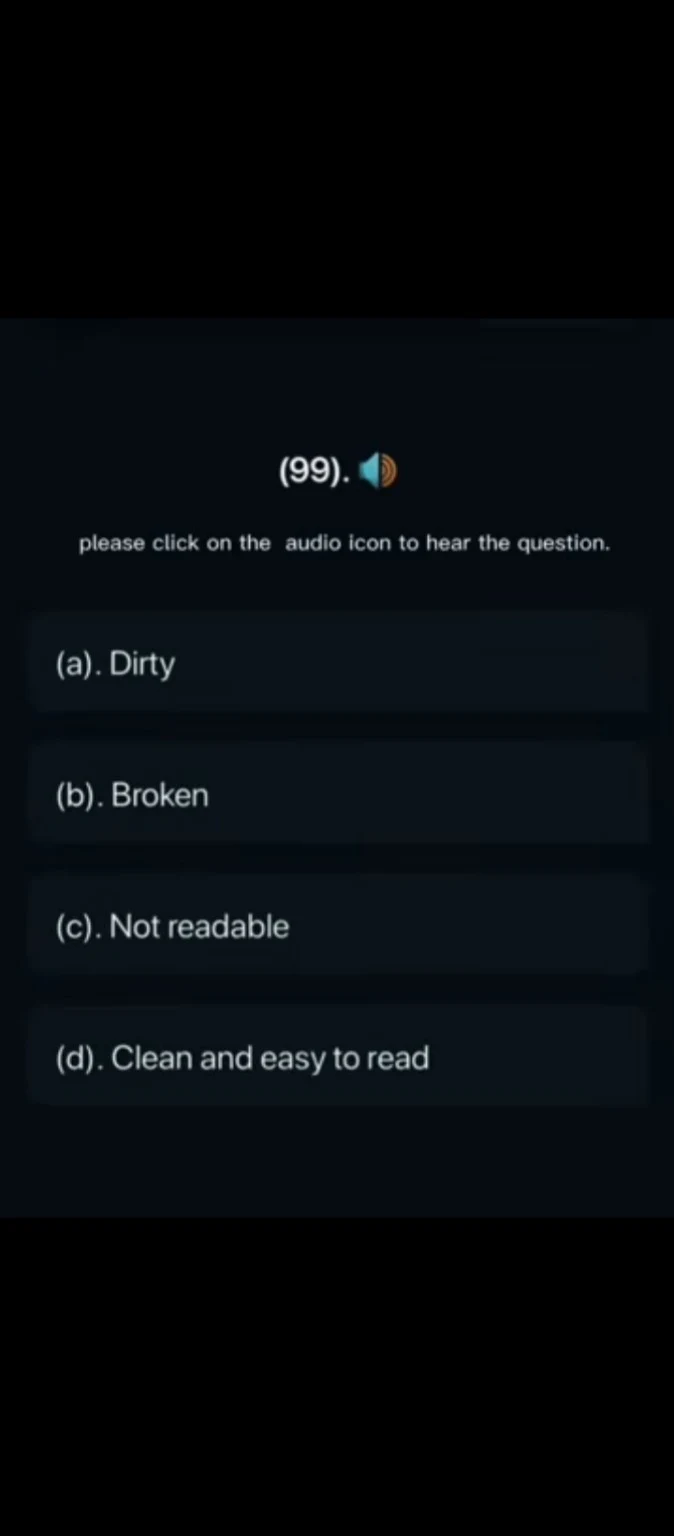 (99). 🔊
please click on the audio icon to hear the question.
(a). Dirty
(b). Broken
(c). Not readable
(d). Clean and easy to read